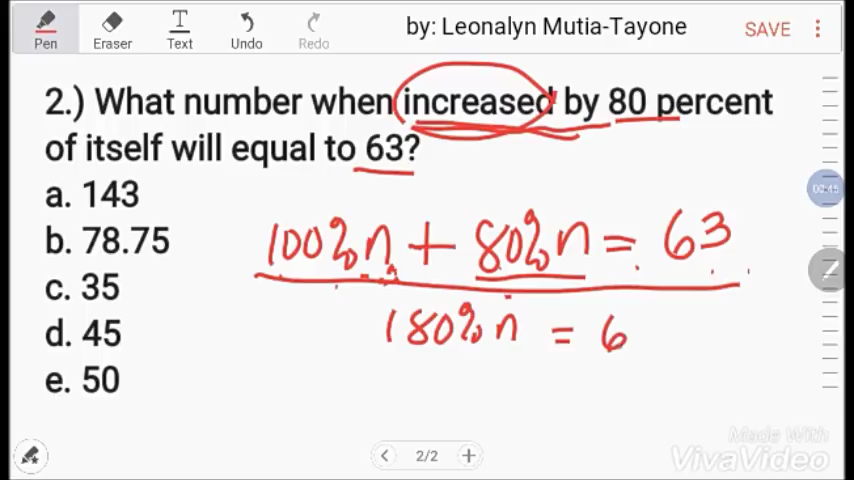 by: Leonalyn Mutia-Tayone
SAVE
Pen
Eraser
Text
Undo
Redo
2.) What number when increased by 80 percent
of itself will equal to 63?
a. 143
b. 78.75
c. 35
d. 45
e. 50
100%n + 80%n = 63
180%n = 6
00:45
2/2
Made With
VivaVideo